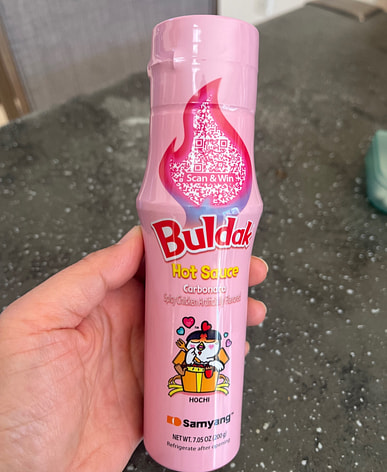 Scan & Win
Buldak
Hot Sauce
Carbonara
Spicy Chicken Artificially Flavored
HOCHI
Samyang™
NET WT. 7.05 OZ (200g)
Refrigerate after opening